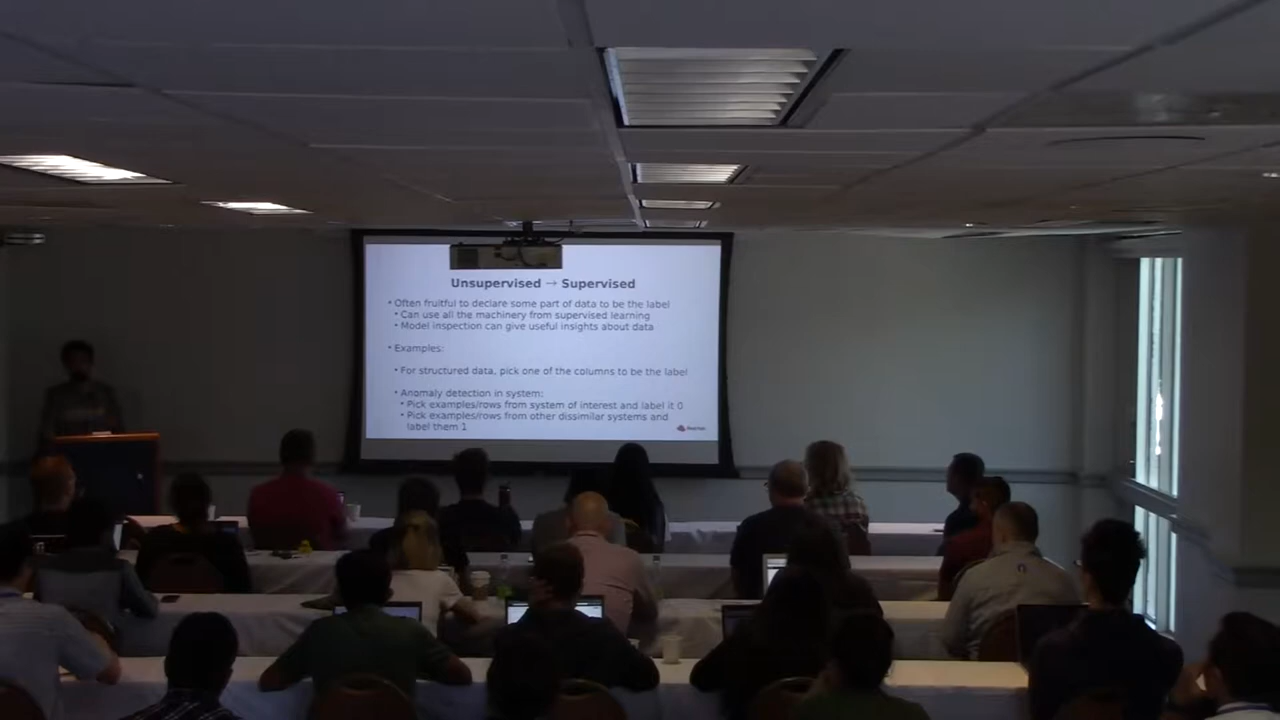 Unsupervised → Supervised
• Often fruitful to declare some part of data to be the label
• Can use all the machinery from supervised learning
• Model inspection can give useful insights about data
• Examples:
• For structured data, pick one of the columns to be the label
• Anomaly detection in system:
• Pick examples/rows from system of interest and label it 0
• Pick examples/rows from other dissimilar systems and
label them 1
Red Hat